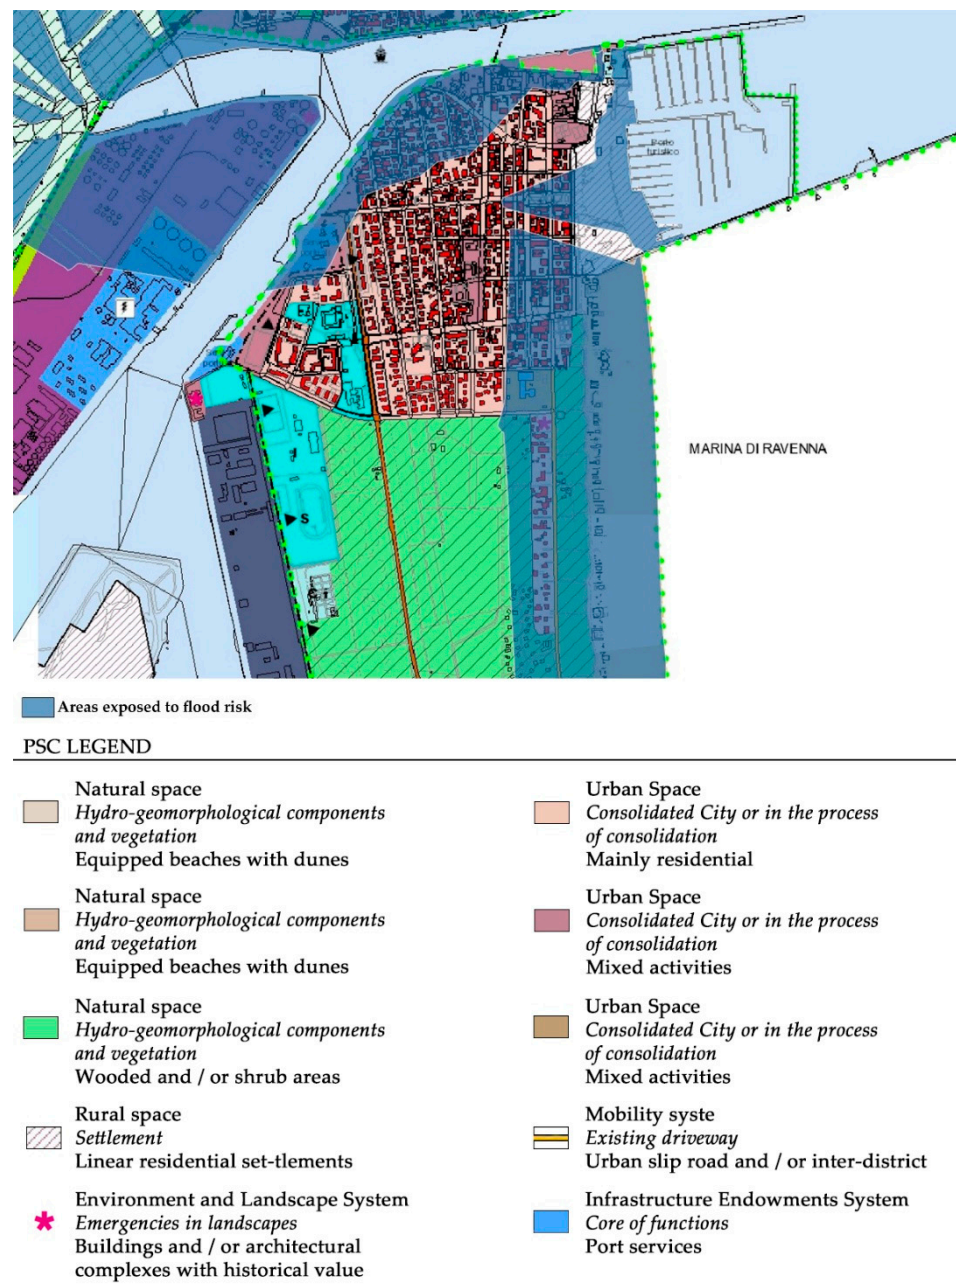 Porto
turistico
S
MARINA DI RAVENNA
Areas exposed to flood risk
PSC LEGEND
Natural space
Hydro-geomorphological components
and vegetation
Equipped beaches with dunes
Natural space
Hydro-geomorphological components
and vegetation
Equipped beaches with dunes
Natural space
Hydro-geomorphological components
and vegetation
Wooded and / or shrub areas
Rural space
Settlement
Linear residential set-tlements
Environment and Landscape System
Emergencies in landscapes
Buildings and / or architectural
complexes with historical value
Urban Space
Consolidated City or in the process
of consolidation
Mainly residential
Urban Space
Consolidated City or in the process
of consolidation
Mixed activities
Urban Space
Consolidated City or in the process
of consolidation
Mixed activities
Mobility syste
Existing driveway
Urban slip road and / or inter-district
Infrastructure Endowments System
Core of functions
Port services